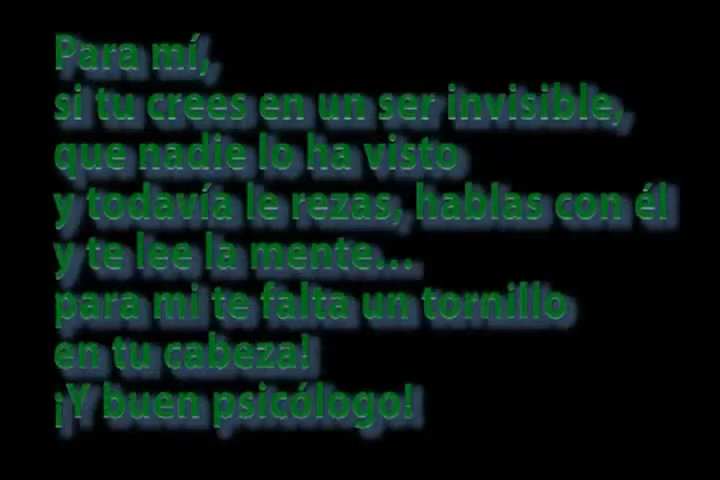 Para mí,
si tu crees en un ser invisible,
que nadie lo ha visto
y todavía le rezas, hablas con él
y te lee la mente...
para mi te falta un tornillo
en tu cabeza!
¡Y buen psicólogo!